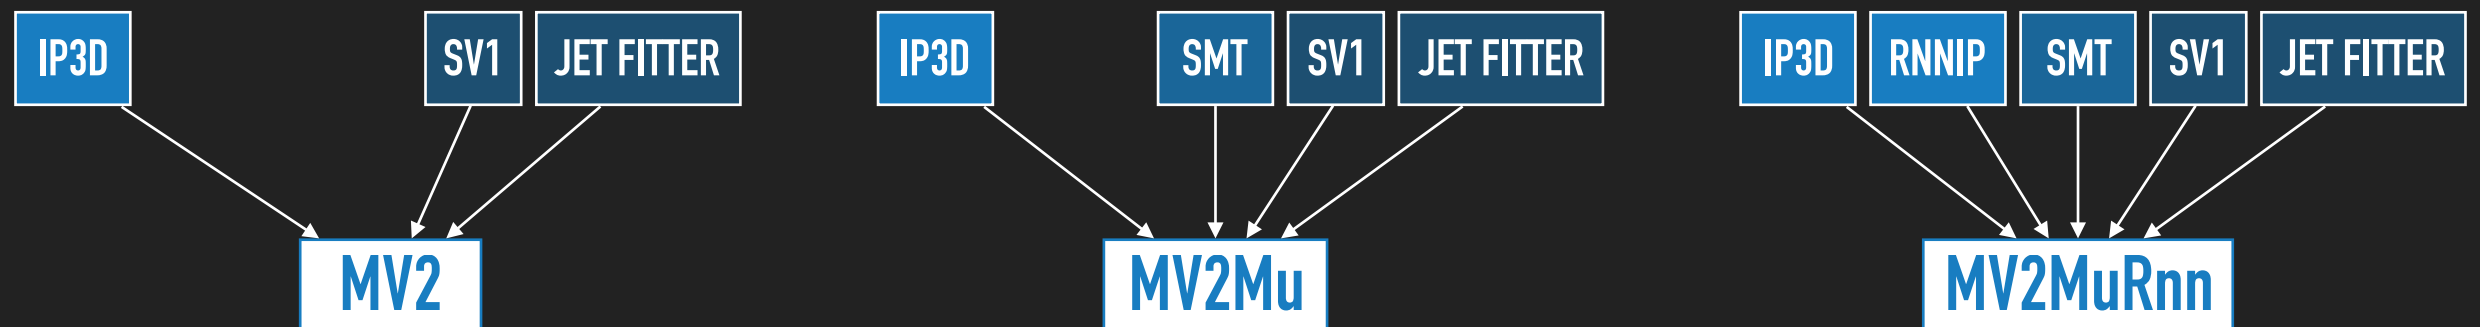 IP3D SV1 JET FITTER IP3D SMT SV1 JET FITTER IP3D RNNIP SMT SV1 JET FITTER
MV2 MV2Mu MV2MuRnn